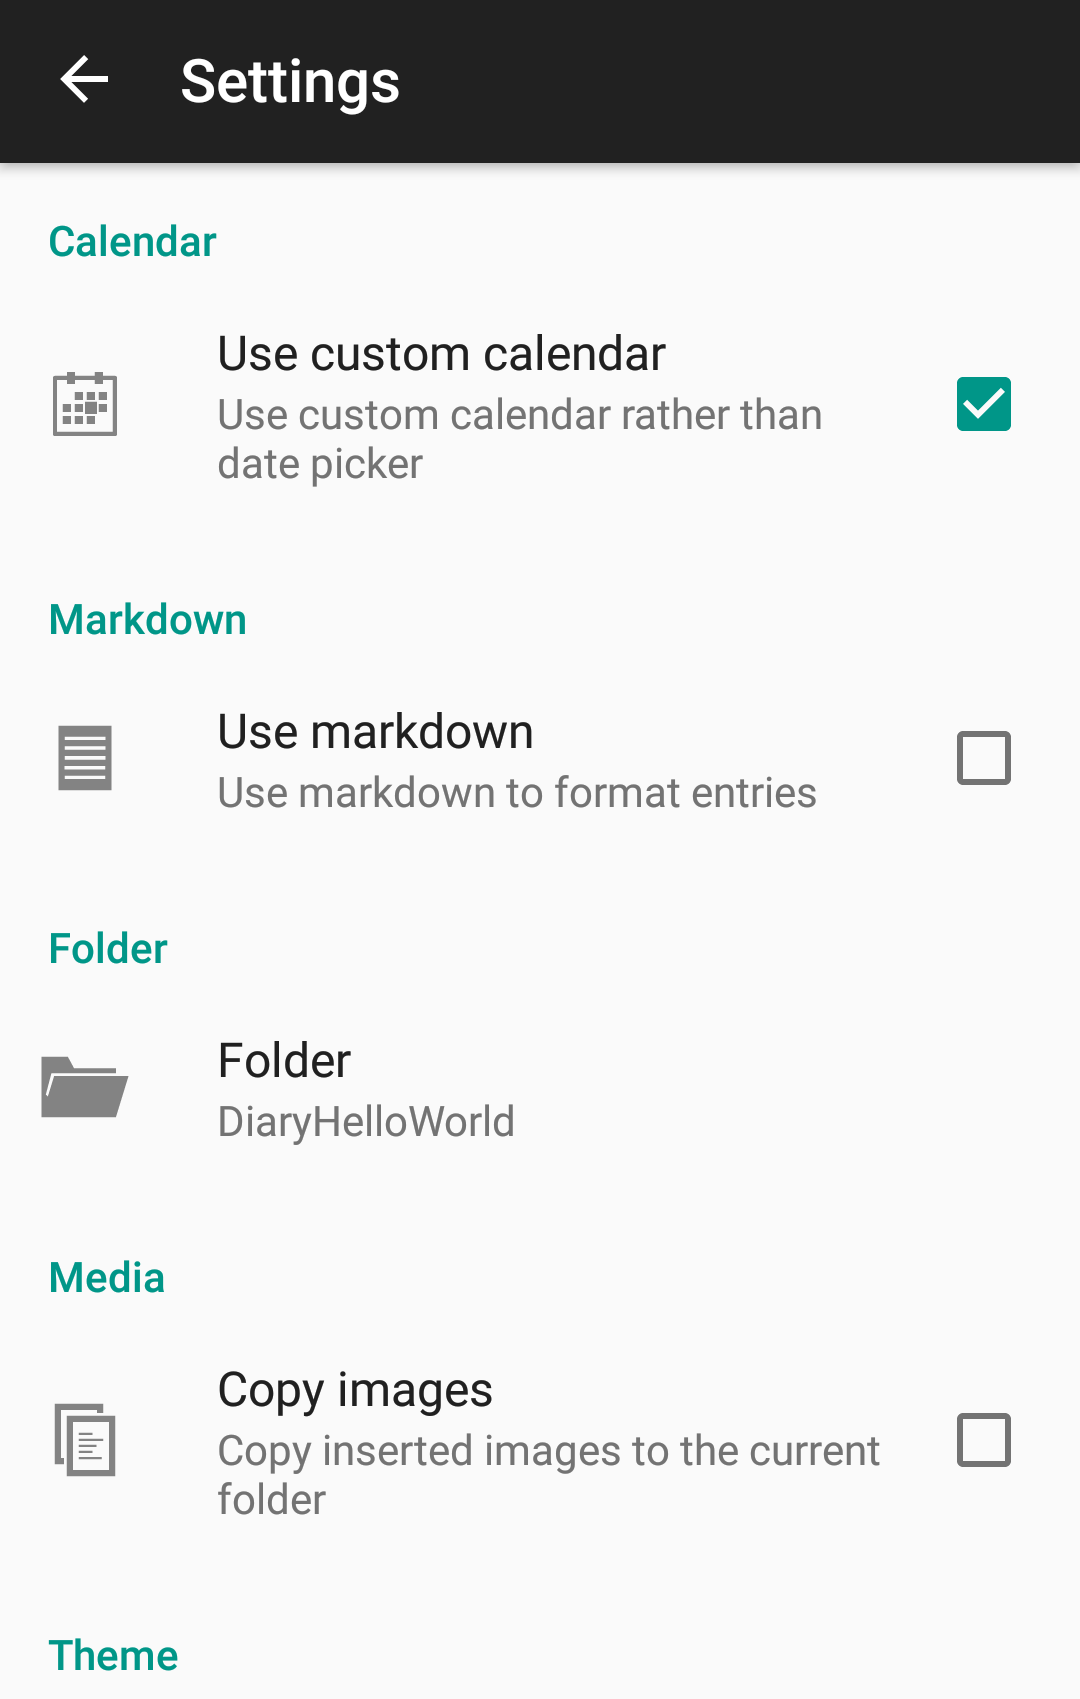 Settings
Calendar
Use custom calendar
Use custom calendar rather than
date picker
Markdown
Use markdown
Use markdown to format entries
Folder
Folder
DiaryHelloWorld
Media
Copy images
Copy inserted images to the current
folder
Theme